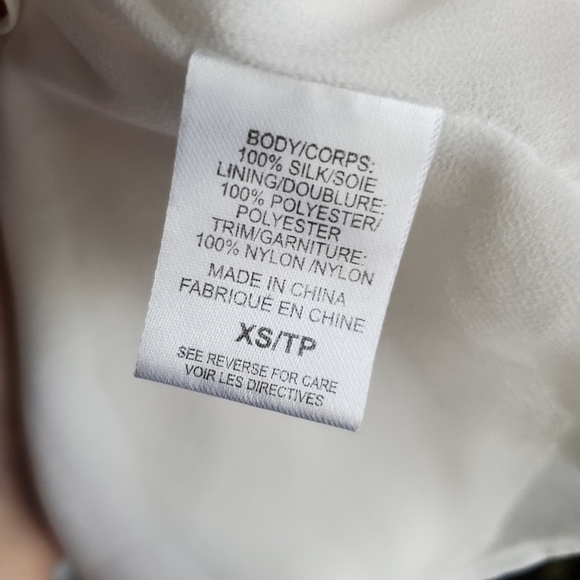 BODY/CORPS:
100% SILK/SOIE
LINING/DOUBLURE:
100% POLYESTER/
POLYESTER
TRIM/GARNITURE:
100% NYLON /NYLON
MADE IN CHINA
FABRIQUÉ EN CHINE
XS/TP
SEE REVERSE FOR CARE
VOIR LES DIRECTIVES